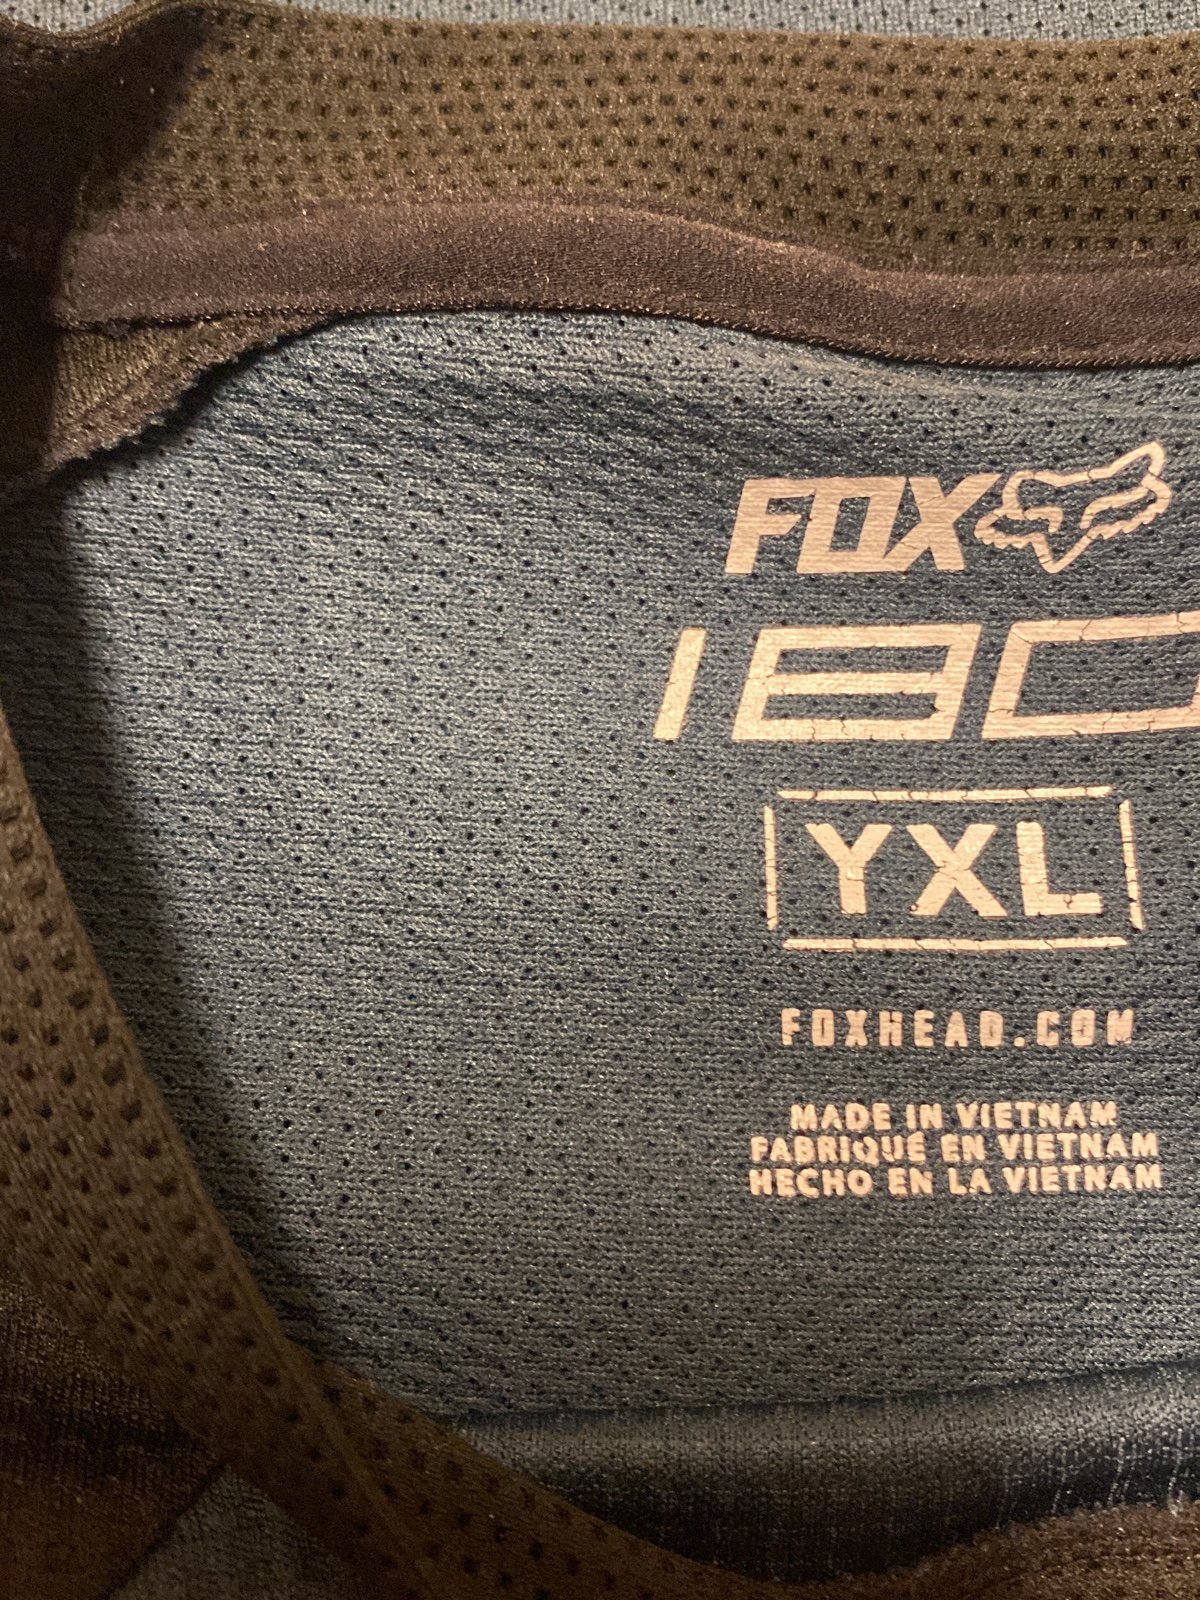 FOX
180
YXL
FOXHEAD.COM
MADE IN VIETNAM
FABRIQUÉ EN VIETNAM
HECHO EN LA VIETNAM